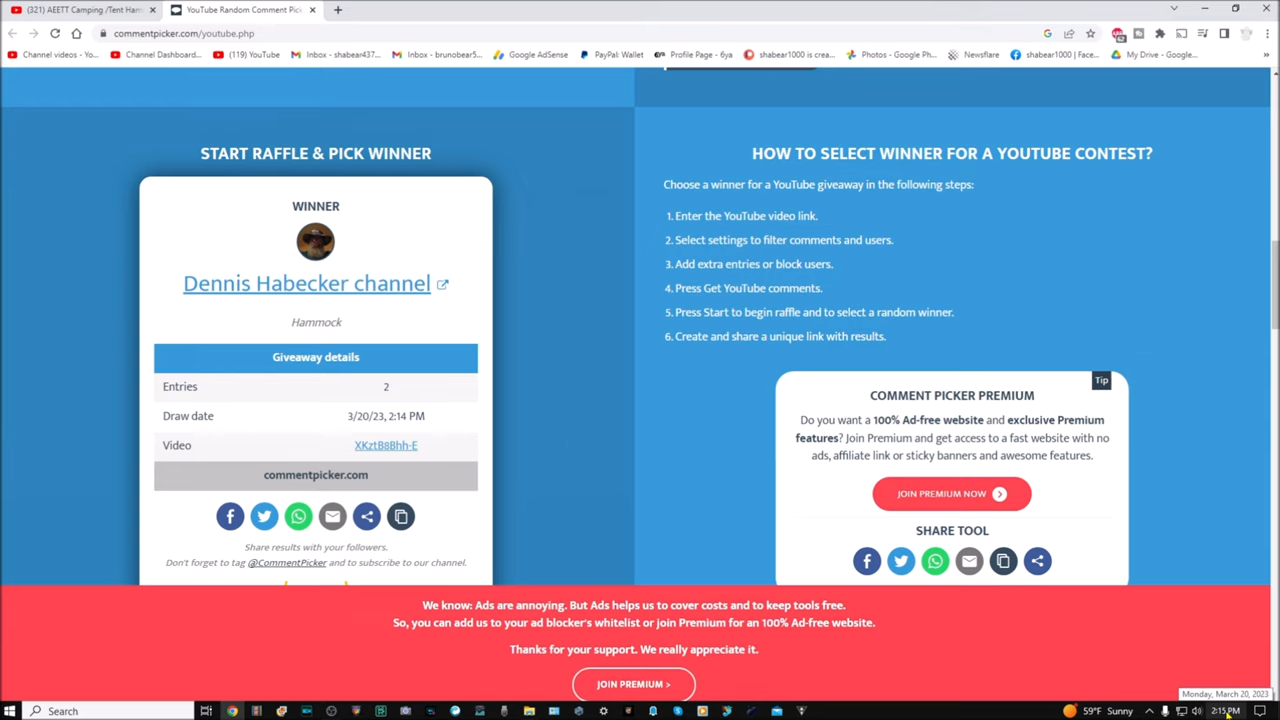 (321) AEETT Camping /Tent Ham
YouTube Random Comment Pic
commentpicker.com/youtube.php
Channel videos - You...
Channel Dashboard...
(119) YouTube
Inbox - shabear437...
Inbox - brunobear5...
Google AdSense
PayPal: Wallet
Profile Page - 6ya
shabear1000 is crea...
Photos - Google Ph...
Newsflare
shabear1000 | Face...
My Drive - Google...
START RAFFLE & PICK WINNER
WINNER
Dennis Habecker channel
Hammock
Giveaway details
Entries 2
Draw date 3/20/23, 2:14 PM
Video XKztB8Bhh-E
commentpicker.com
Share results with your followers.
Don't forget to tag @CommentPicker and to subscribe to our channel.
HOW TO SELECT WINNER FOR A YOUTUBE CONTEST?
Choose a winner for a YouTube giveaway in the following steps:
1. Enter the YouTube video link.
2. Select settings to filter comments and users.
3. Add extra entries or block users.
4. Press Get YouTube comments.
5. Press Start to begin raffle and to select a random winner.
6. Create and share a unique link with results.
Tip
COMMENT PICKER PREMIUM
Do you want a 100% Ad-free website and exclusive Premium
features? Join Premium and get access to a fast website with no
ads, affiliate link or sticky banners and awesome features.
JOIN PREMIUM NOW
SHARE TOOL
We know: Ads are annoying. But Ads helps us to cover costs and to keep tools free.
So, you can add us to your ad blocker's whitelist or join Premium for an 100% Ad-free website.
Thanks for your support. We really appreciate it.
JOIN PREMIUM >
Monday, March 20, 2023
Search
59°F Sunny
2:15 PM